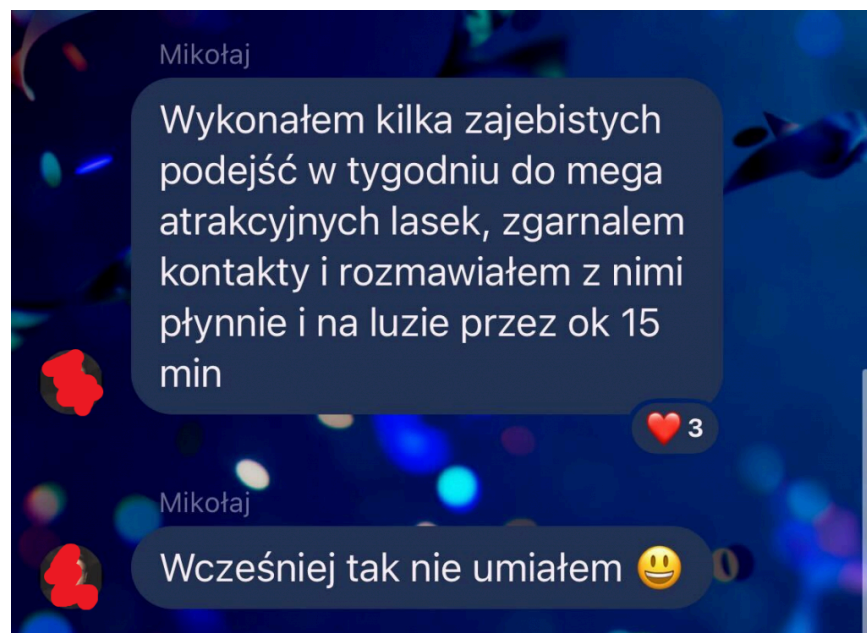 Mikołaj
Wykonałem kilka zajebistych
podejść w tygodniu do mega
atrakcyjnych lasek, zgarnalem
kontakty i rozmawiałem z nimi
płynnie i na luzie przez ok 15
min
❤️ 3
Mikołaj
Wcześniej tak nie umiałem 😃